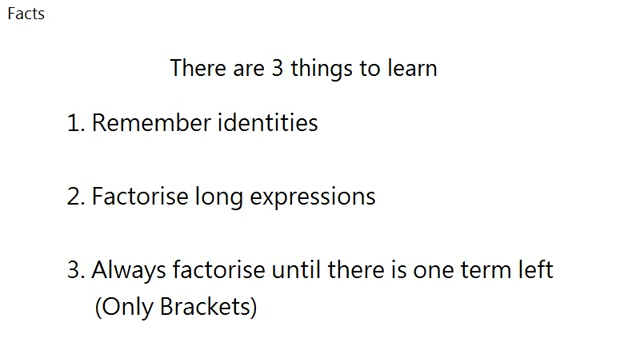 Facts
There are 3 things to learn
1. Remember identities
2. Factorise long expressions
3. Always factorise until there is one term left
(Only Brackets)